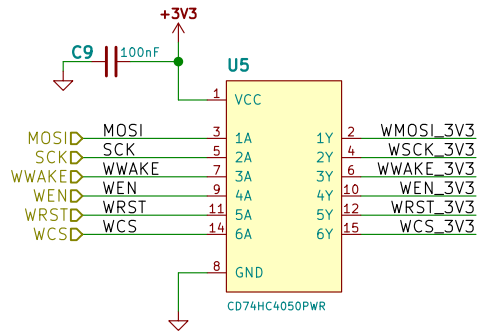 +3V3
C9 100nF
U5
1 VCC
MOSI MOSI 3 1A 1Y 2 WMOSI_3V3
SCK SCK 5 2A 2Y 4 WSCK_3V3
WWAKE WWAKE 7 3A 3Y 6 WWAKE_3V3
WEN WEN 9 4A 4Y 10 WEN_3V3
WRST WRST 11 5A 5Y 12 WRST_3V3
WCS WCS 14 6A 6Y 15 WCS_3V3
8 GND
CD74HC4050PWR